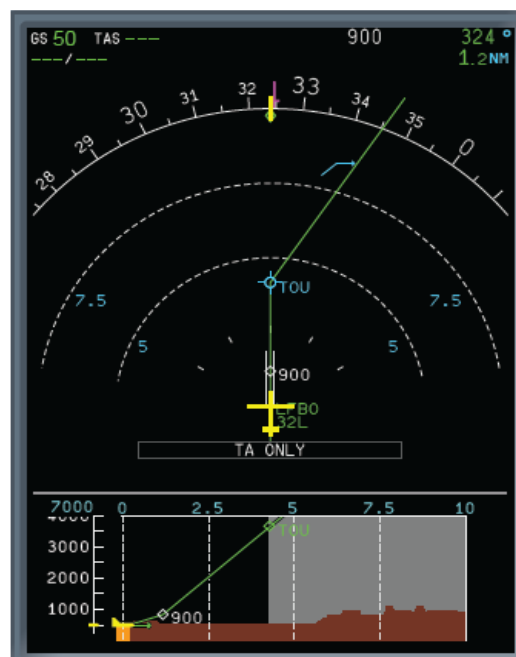 GS 50 TAS --- 900 324 °
---/--- 1.2NM
28 29 30 31 32 33 34 35 0
7.5 7.5
TOU
5 5
900
LFBO
32L
TA ONLY
7000 0 2.5 5 7.5 10
4000
TOU
3000
2000
1000
900